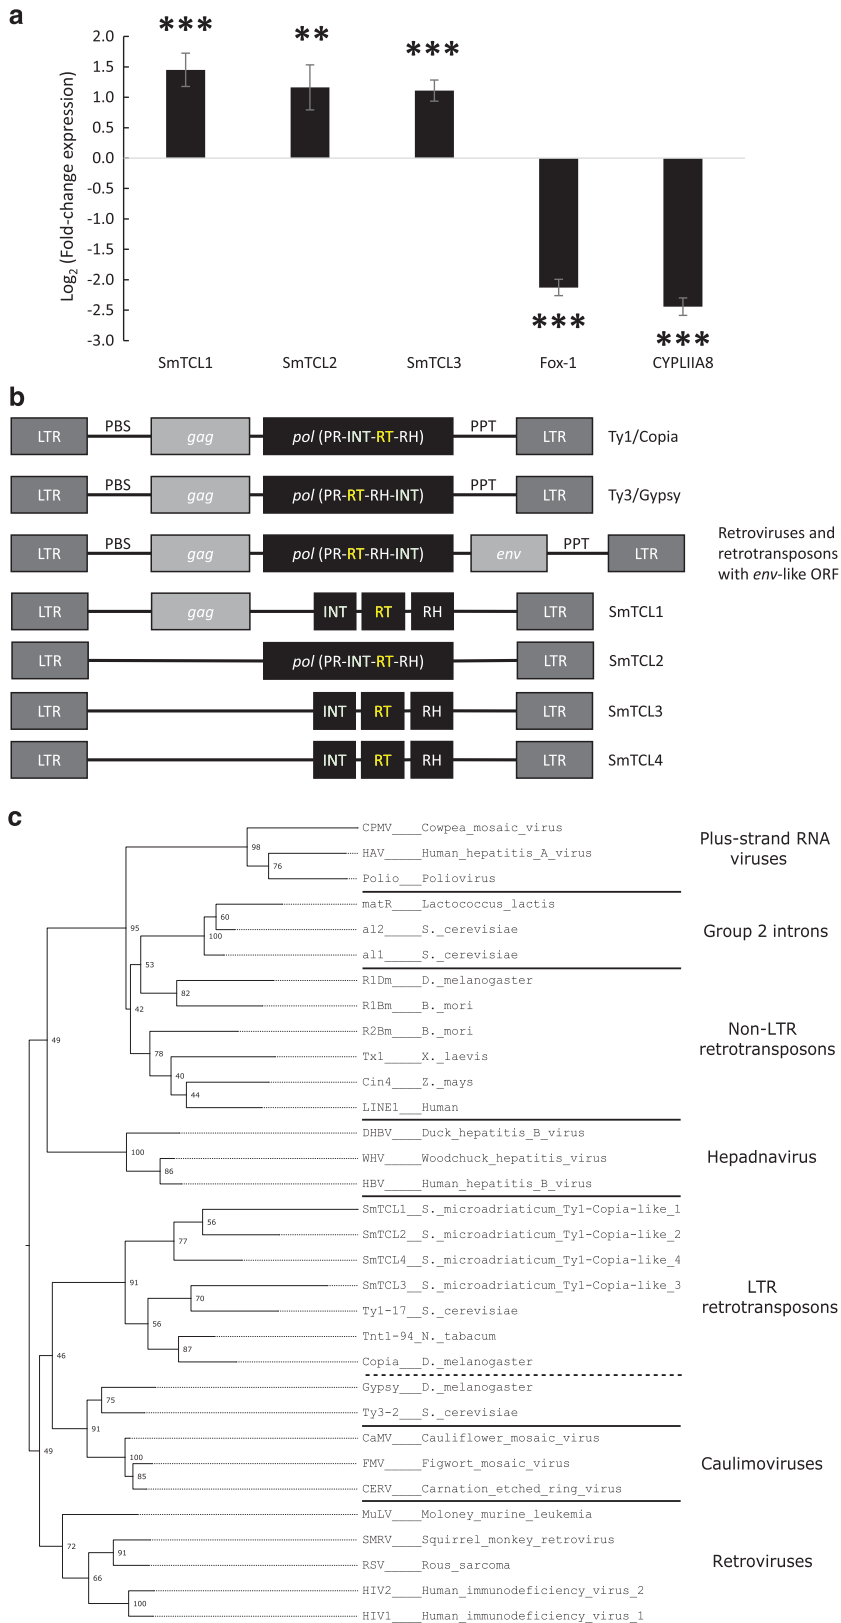 a
2.0
1.5
1.0
0.5
0.0
-0.5
-1.0
-1.5
-2.0
-2.5
-3.0
Log2 (Fold-change expression)
*** ** *** *** ***
SmTCL1 SmTCL2 SmTCL3 Fox-1 CYPLIIA8
b
LTR PBS gag pol (PR-INT-RT-RH) PPT LTR Ty1/Copia
LTR PBS gag pol (PR-RT-RH-INT) PPT LTR Ty3/Gypsy
LTR PBS gag pol (PR-RT-RH-INT) env PPT LTR
Retroviruses and
retrotransposons
with env-like ORF
LTR gag INT RT RH LTR SmTCL1
LTR pol (PR-INT-RT-RH) LTR SmTCL2
LTR INT RT RH LTR SmTCL3
LTR INT RT RH LTR SmTCL4
c
CPMV____Cowpea_mosaic_virus
HAV_____Human_hepatitis_A_virus
Polio___Poliovirus
Plus-strand RNA
viruses
98
76
matR____Lactococcus_lactis
al2_____S._cerevisiae
al1_____S._cerevisiae
Group 2 introns
60
100
95
53
R1Dm____D._melanogaster
R1Bm____B._mori
R2Bm____B._mori
Tx1_____X._laevis
Cin4____Z._mays
LINE1___Human
Non-LTR
retrotransposons
82
42
78
40
44
49
DHBV____Duck_hepatitis_B_virus
WHV_____Woodchuck_hepatitis_virus
HBV_____Human_hepatitis_B_virus
Hepadnavirus
100
86
SmTCL1__S._microadriaticum_Ty1-Copia-like_1
SmTCL2__S._microadriaticum_Ty1-Copia-like_2
SmTCL4__S._microadriaticum_Ty1-Copia-like_4
SmTCL3__S._microadriaticum_Ty1-Copia-like_3
Ty1-17__S._cerevisiae
Tnt1-94_N._tabacum
Copia___D._melanogaster
Gypsy___D._melanogaster
Ty3-2___S._cerevisiae
LTR
retrotransposons
56
77
91
70
56
87
46
75
91
CaMV____Cauliflower_mosaic_virus
FMV_____Figwort_mosaic_virus
CERV____Carnation_etched_ring_virus
Caulimoviruses
100
85
49
MuLV____Moloney_murine_leukemia
SMRV____Squirrel_monkey_retrovirus
RSV_____Rous_sarcoma
HIV2____Human_immunodeficiency_virus_2
HIV1____Human_immunodeficiency_virus_1
Retroviruses
72
91
66
100